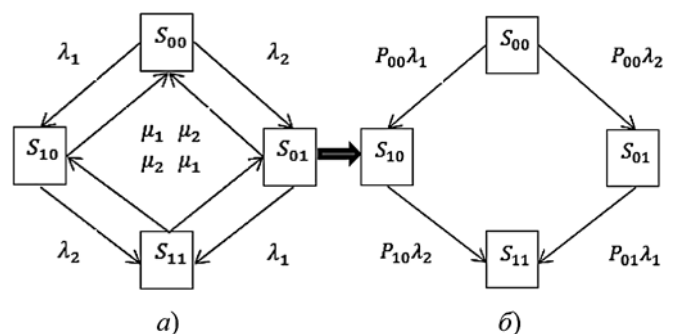 S₀₀
λ₁ λ₂
μ₁ μ₂
S₁₀ S₀₁
μ₂ μ₁
λ₂ S₁₁ λ₁
а)
S₀₀
P₀₀λ₁ P₀₀λ₂
S₁₀ S₀₁
P₁₀λ₂ S₁₁ P₀₁λ₁
б)